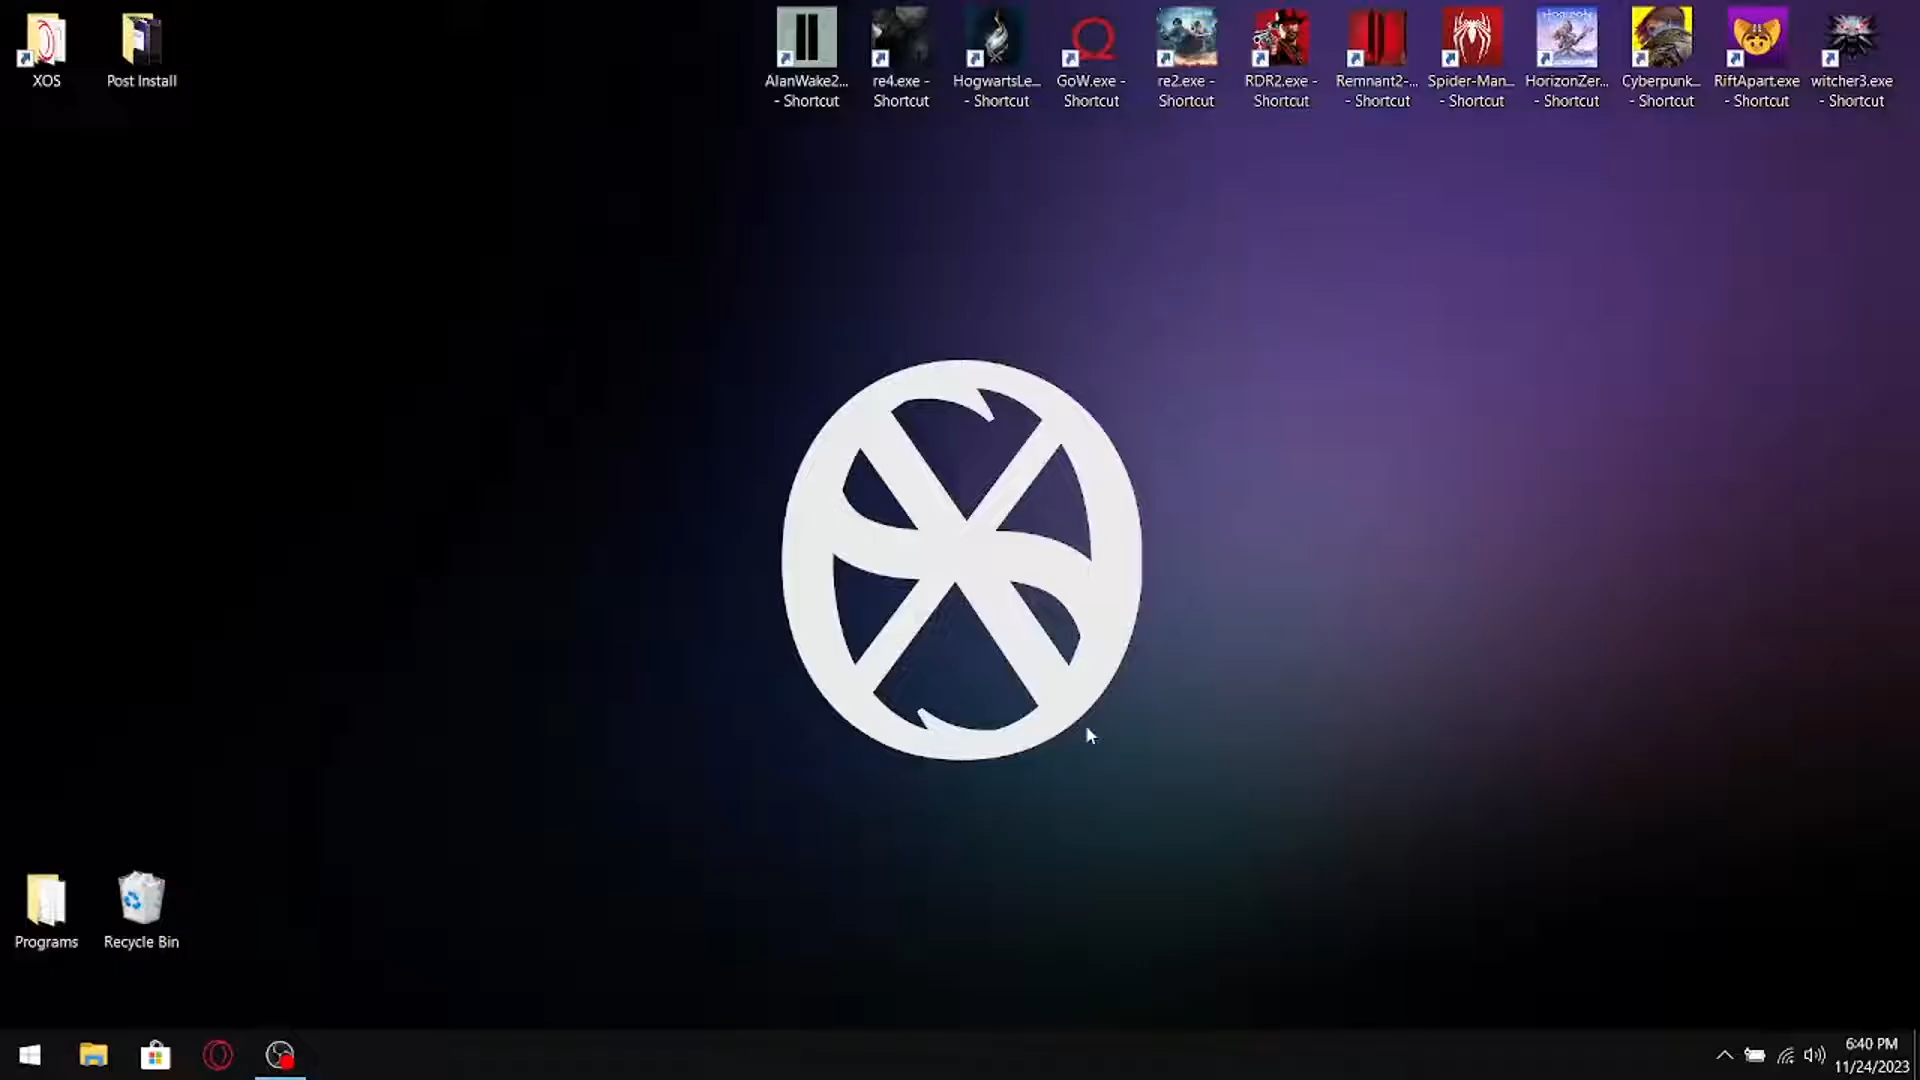 XOS
Post Install
AlanWake2...
- Shortcut
re4.exe -
Shortcut
HogwartsLe...
- Shortcut
GoW.exe -
Shortcut
re2.exe -
Shortcut
RDR2.exe -
Shortcut
Remnant2-...
- Shortcut
Spider-Man...
- Shortcut
HorizonZer...
- Shortcut
Cyberpunk...
- Shortcut
RiftApart.exe
- Shortcut
witcher3.exe
- Shortcut
Programs
Recycle Bin
6:40 PM
11/24/2023